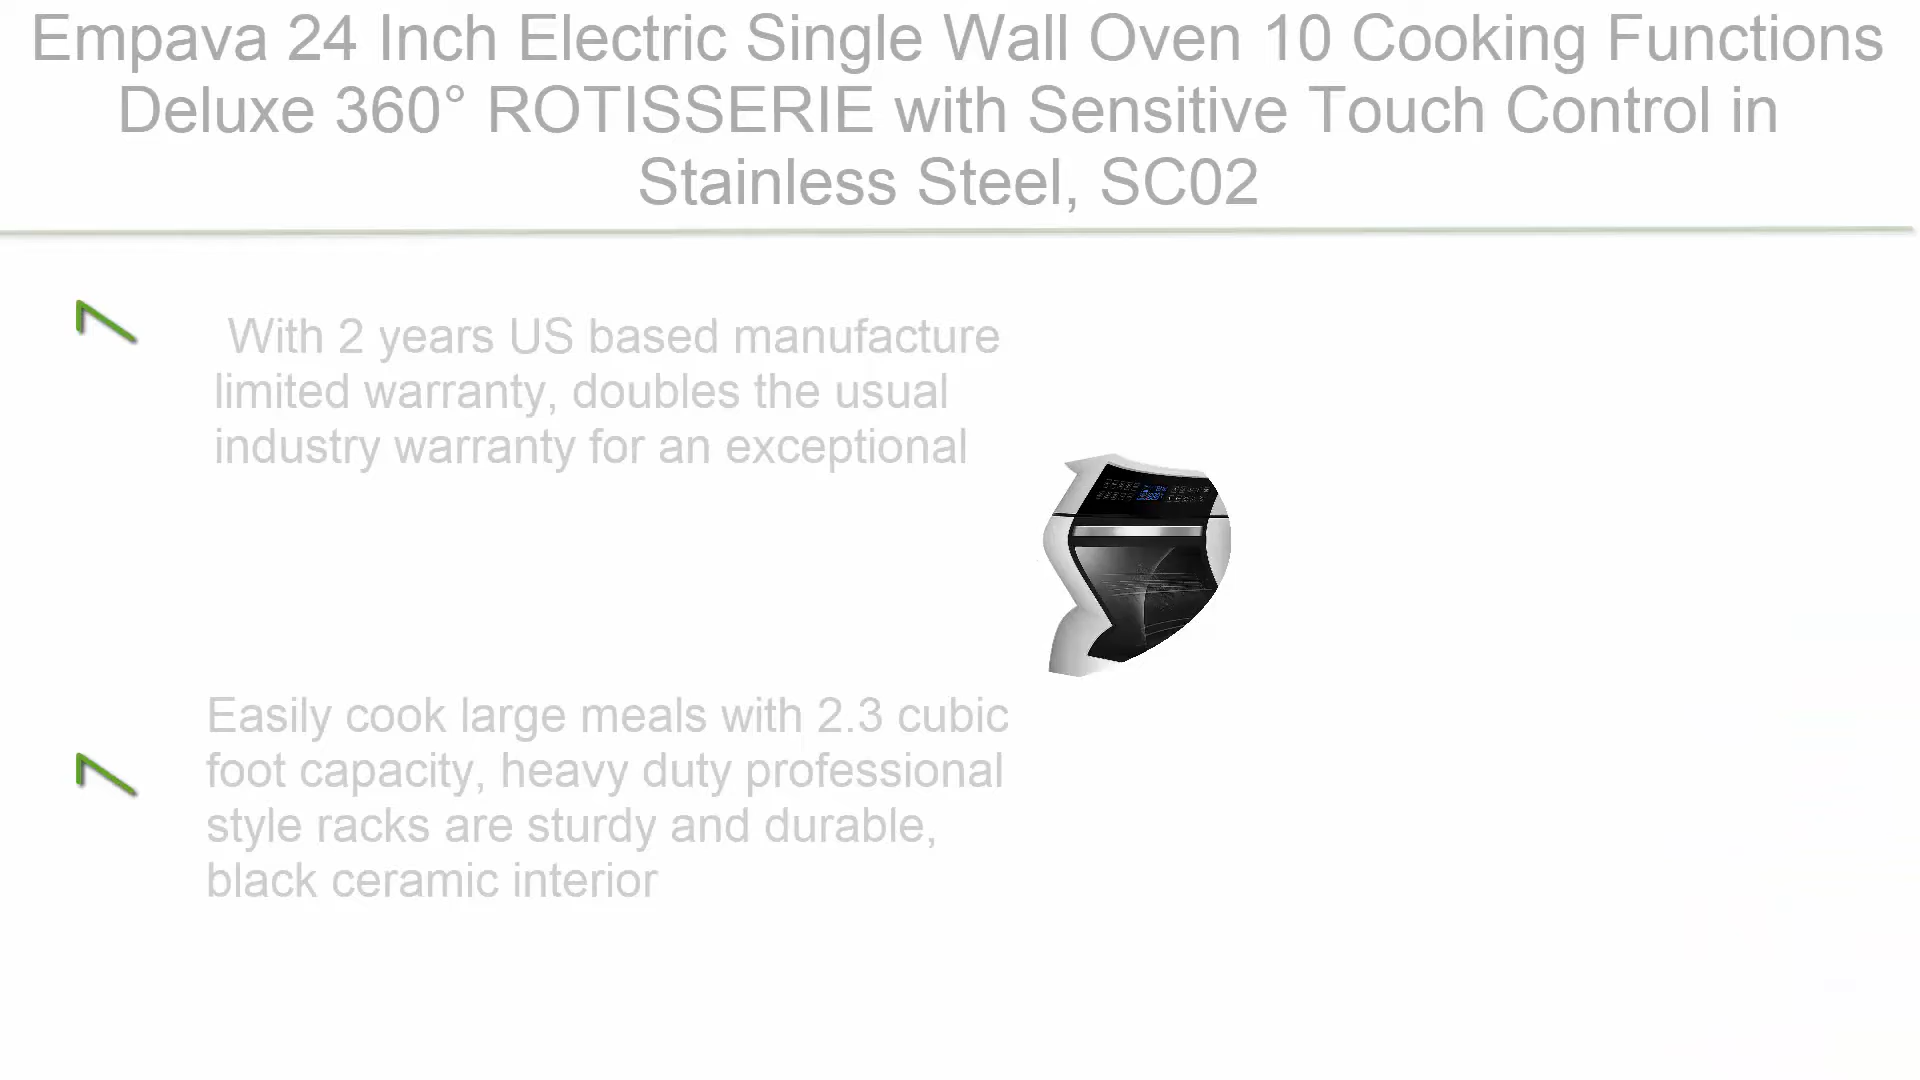 Empava 24 Inch Electric Single Wall Oven 10 Cooking Functions
Deluxe 360° ROTISSERIE with Sensitive Touch Control in
Stainless Steel, SC02
With 2 years US based manufacture
limited warranty, doubles the usual
industry warranty for an exceptional
Easily cook large meals with 2.3 cubic
foot capacity, heavy duty professional
style racks are sturdy and durable,
black ceramic interior